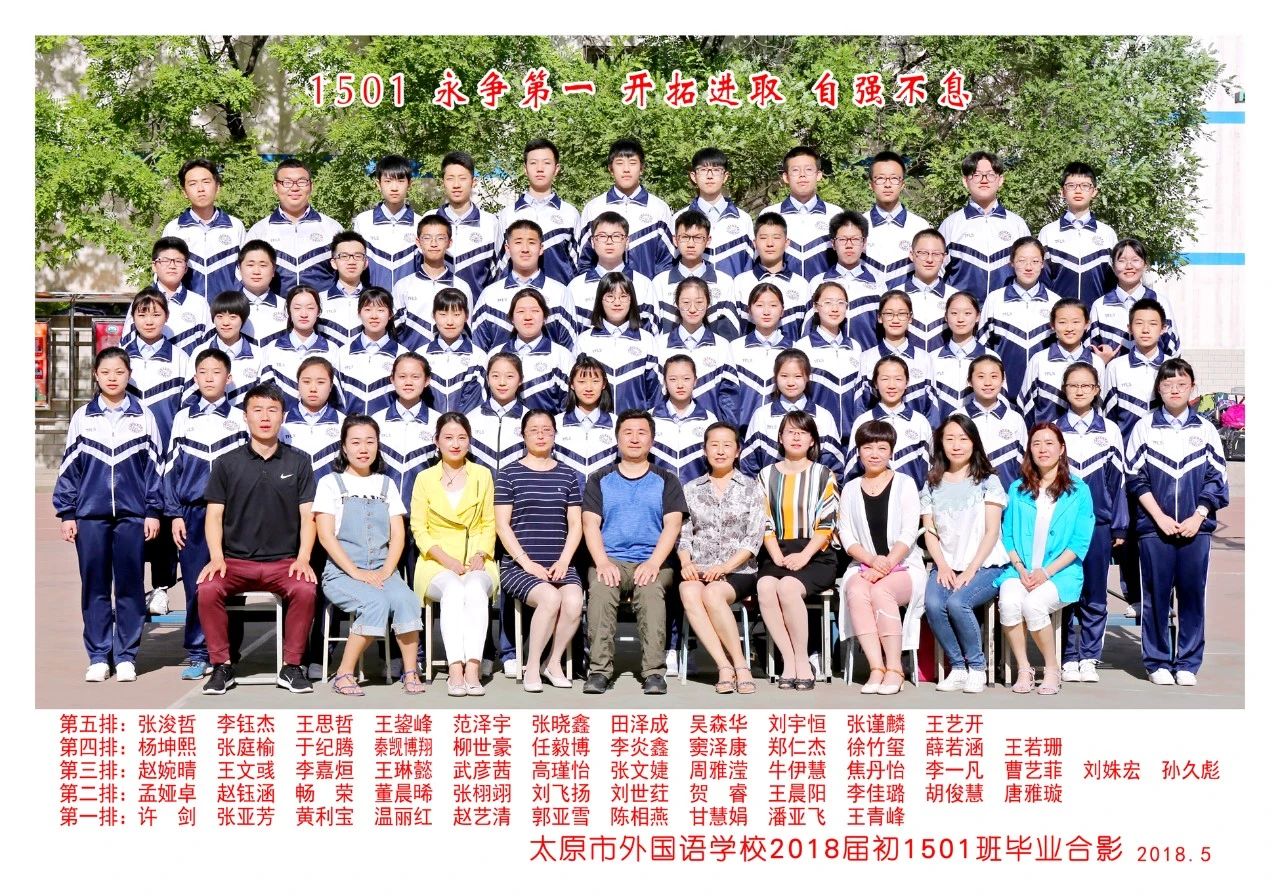 1501 永争第一 开拓进取 自强不息
第五排：张浚哲 李钰杰 王思哲 王鋆峰 范泽宇 张晓鑫 田泽成 吴森华 刘宇恒 张谨麟 王艺开
第四排：杨坤熙 张庭榆 于纪腾 秦凯博翔 柳世豪 任毅博 李炎鑫 窦泽康 郑仁杰 徐竹玺 薛若涵 王若珊
第三排：赵婉晴 王文彧 李嘉烜 王琳懿 武彦茜 高瑾怡 张文婕 周雅滢 牛伊慧 焦丹怡 李一凡 曹艺菲 刘姝宏 孙久彪
第二排：孟娅卓 赵钰涵 畅 荣 董晨晞 张栩翊 刘飞扬 刘世荭 贺 睿 王晨阳 李佳璐 胡俊慧 唐雅璇
第一排：许 剑 张亚芳 黄利宝 温丽红 赵艺清 郭亚雪 陈相燕 甘慧娟 潘亚飞 王青峰
太原市外国语学校2018届初1501班毕业合影 2018.5